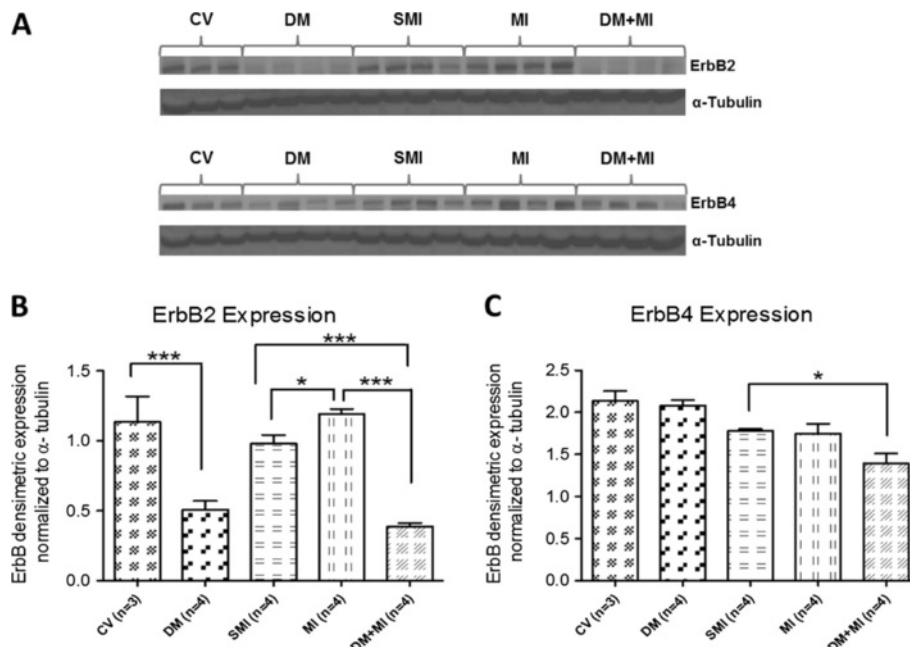 A
CV DM SMI MI DM+MI
ErbB2
α-Tubulin
CV DM SMI MI DM+MI
ErbB4
α-Tubulin
B
ErbB2 Expression
ErbB densimetric expression
normalized to α- tubulin
1.5
1.0
0.5
0.0
***
***
*
***
CV (n=3)
DM (n=4)
SMI (n=4)
MI (n=4)
DM+MI (n=4)
C
ErbB4 Expression
ErbB densimetric expression
normalized to α- tubulin
2.5
2.0
1.5
1.0
0.5
0.0
*
CV (n=3)
DM (n=4)
SMI (n=4)
MI (n=4)
DM+MI (n=4)